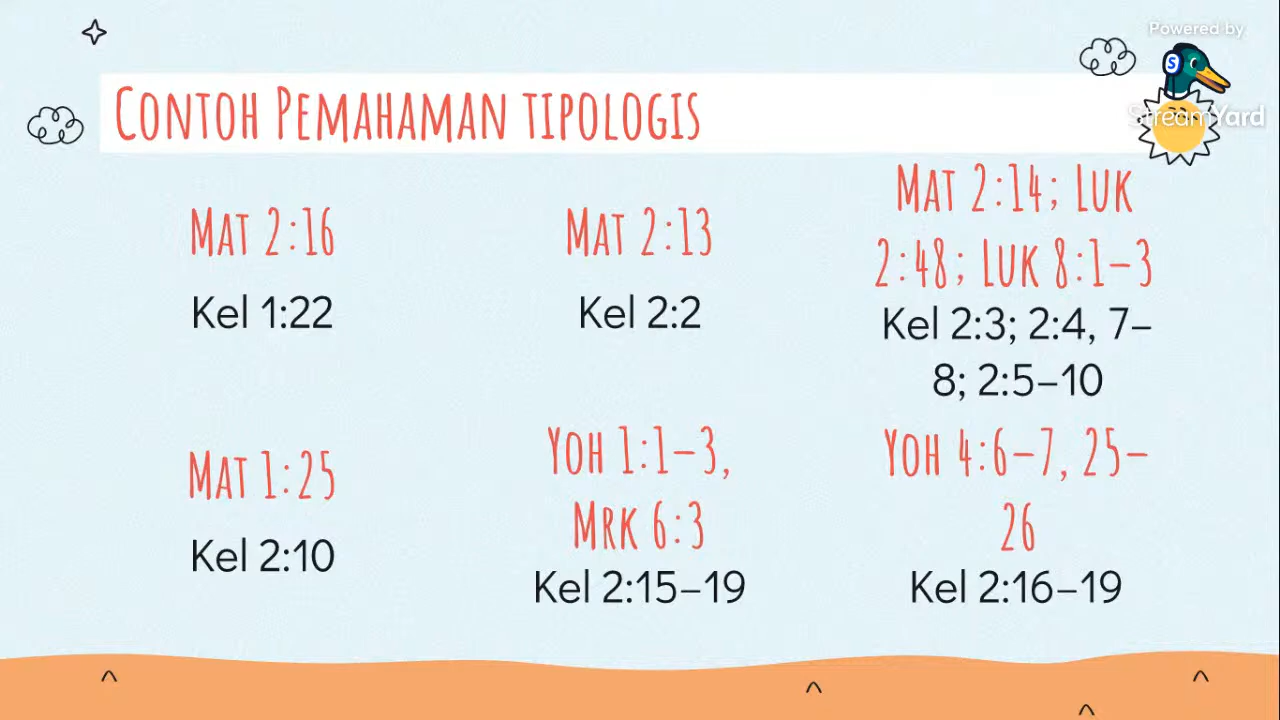 Powered by
StreamYard
Contoh Pemahaman tipologis
Mat 2:16
Kel 1:22
Mat 2:13
Kel 2:2
Mat 2:14; Luk
2:48; Luk 8:1–3
Kel 2:3; 2:4, 7–
8; 2:5–10
Mat 1:25
Kel 2:10
Yoh 1:1–3,
Mrk 6:3
Kel 2:15–19
Yoh 4:6–7, 25–
26
Kel 2:16–19